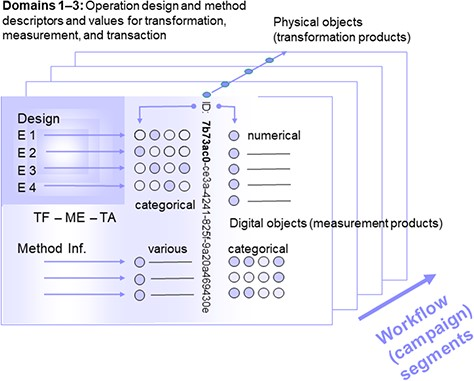 Domains 1–3: Operation design and method
descriptors and values for transformation,
measurement, and transaction
Physical objects
(transformation products)
Design
E 1
E 2
E 3
E 4
categorical
ID: 7b73ac0-ce3a-4241-825f-9a20a469430e
numerical
TF – ME – TA
Digital objects (measurement products)
Method Inf.
various
categorical
Workflow
(campaign)
segments